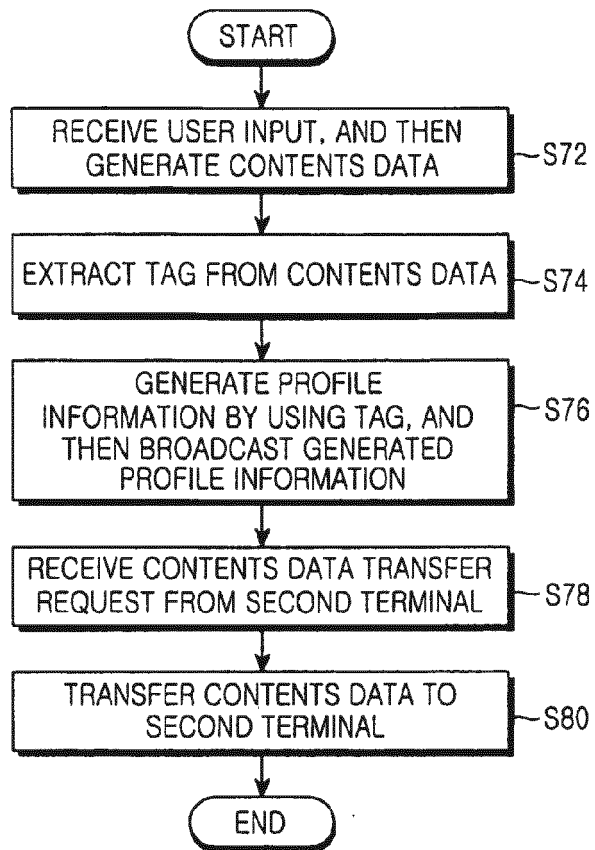 START
RECEIVE USER INPUT, AND THEN
GENERATE CONTENTS DATA
S72
EXTRACT TAG FROM CONTENTS DATA
S74
GENERATE PROFILE
INFORMATION BY USING TAG, AND
THEN BROADCAST GENERATED
PROFILE INFORMATION
S76
RECEIVE CONTENTS DATA TRANSFER
REQUEST FROM SECOND TERMINAL
S78
TRANSFER CONTENTS DATA TO
SECOND TERMINAL
S80
END